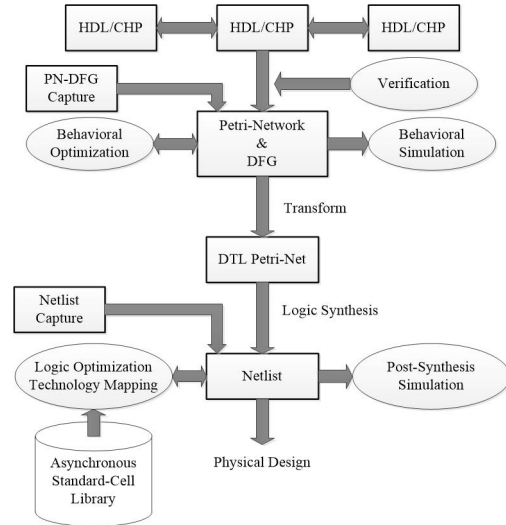 HDL/CHP
HDL/CHP
HDL/CHP
PN-DFG
Capture
Verification
Behavioral
Optimization
Petri-Network
&
DFG
Behavioral
Simulation
Transform
DTL Petri-Net
Netlist
Capture
Logic Synthesis
Logic Optimization
Technology Mapping
Netlist
Post-Synthesis
Simulation
Asynchronous
Standard-Cell
Library
Physical Design